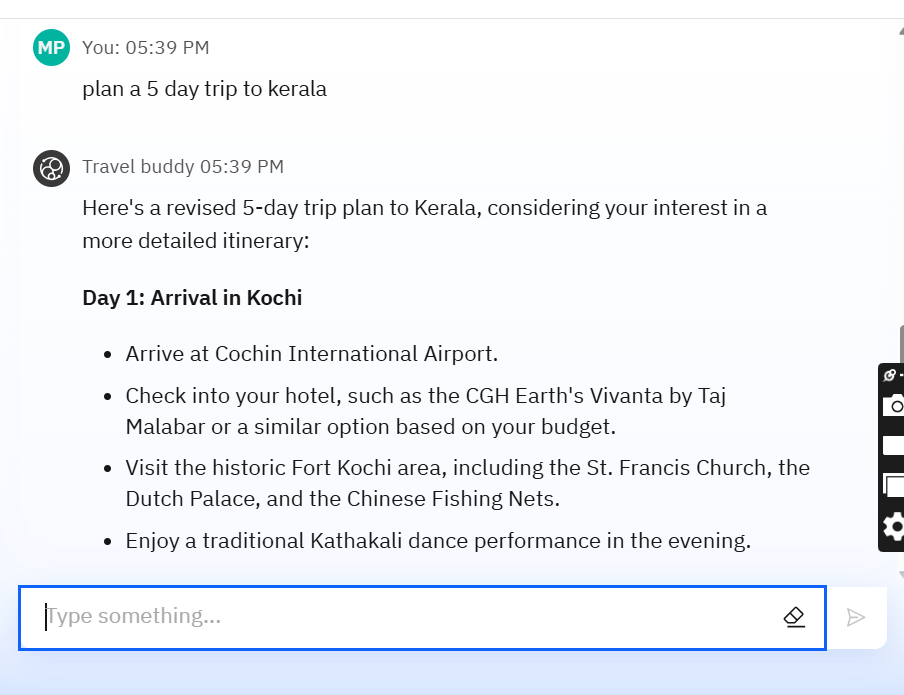 MP You: 05:39 PM
plan a 5 day trip to kerala
Travel buddy 05:39 PM
Here's a revised 5-day trip plan to Kerala, considering your interest in a
more detailed itinerary:
Day 1: Arrival in Kochi
• Arrive at Cochin International Airport.
• Check into your hotel, such as the CGH Earth's Vivanta by Taj
Malabar or a similar option based on your budget.
• Visit the historic Fort Kochi area, including the St. Francis Church, the
Dutch Palace, and the Chinese Fishing Nets.
• Enjoy a traditional Kathakali dance performance in the evening.
Type something...